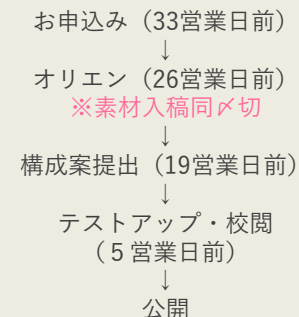 お申込み（33営業日前）
↓
オリエン（26営業日前）
※素材入稿同〆切
↓
構成案提出（19営業日前）
↓
テストアップ・校閲
（５営業日前）
↓
公開